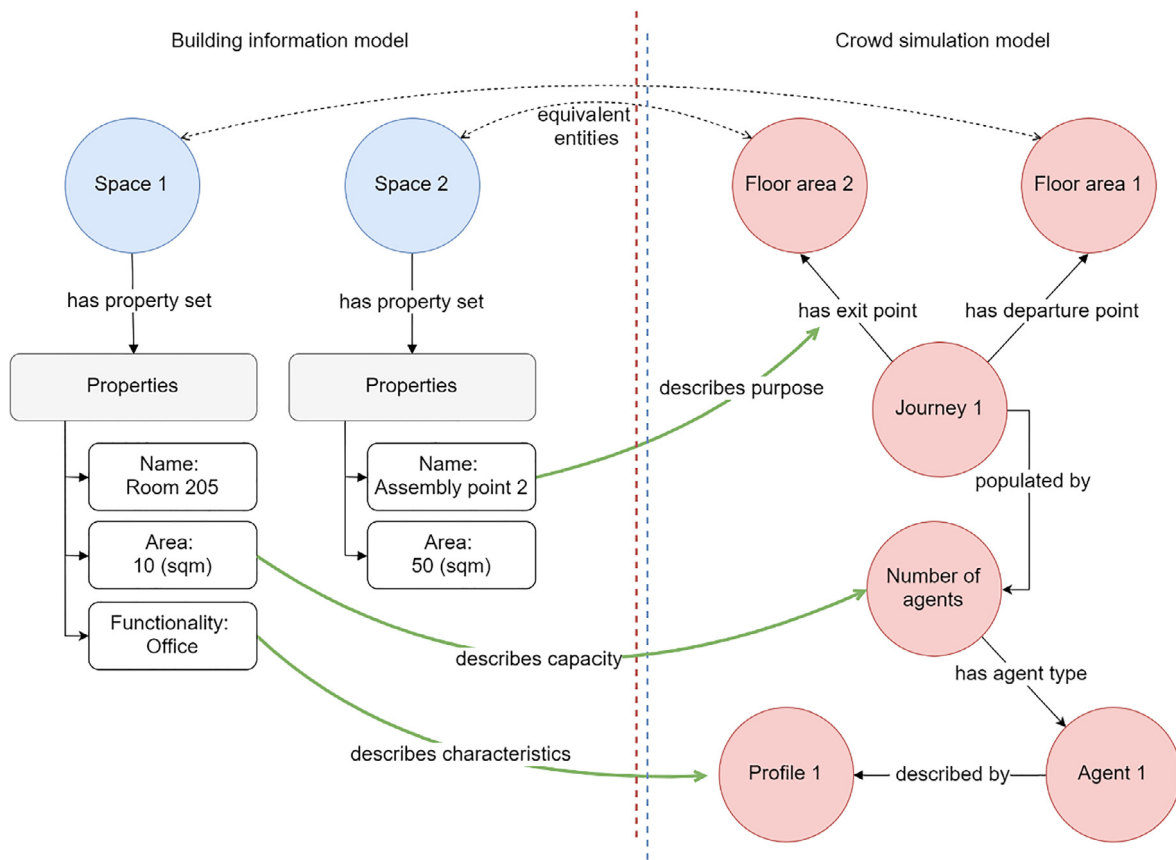 Building information model
Crowd simulation model
equivalent
entities
Space 1
Space 2
Floor area 2
Floor area 1
has property set
has property set
has exit point
has departure point
Properties
Properties
describes purpose
Journey 1
Name:
Room 205
Name:
Assembly point 2
populated by
Area:
10 (sqm)
Area:
50 (sqm)
Number of
agents
Functionality:
Office
describes capacity
has agent type
describes characteristics
Profile 1
described by
Agent 1